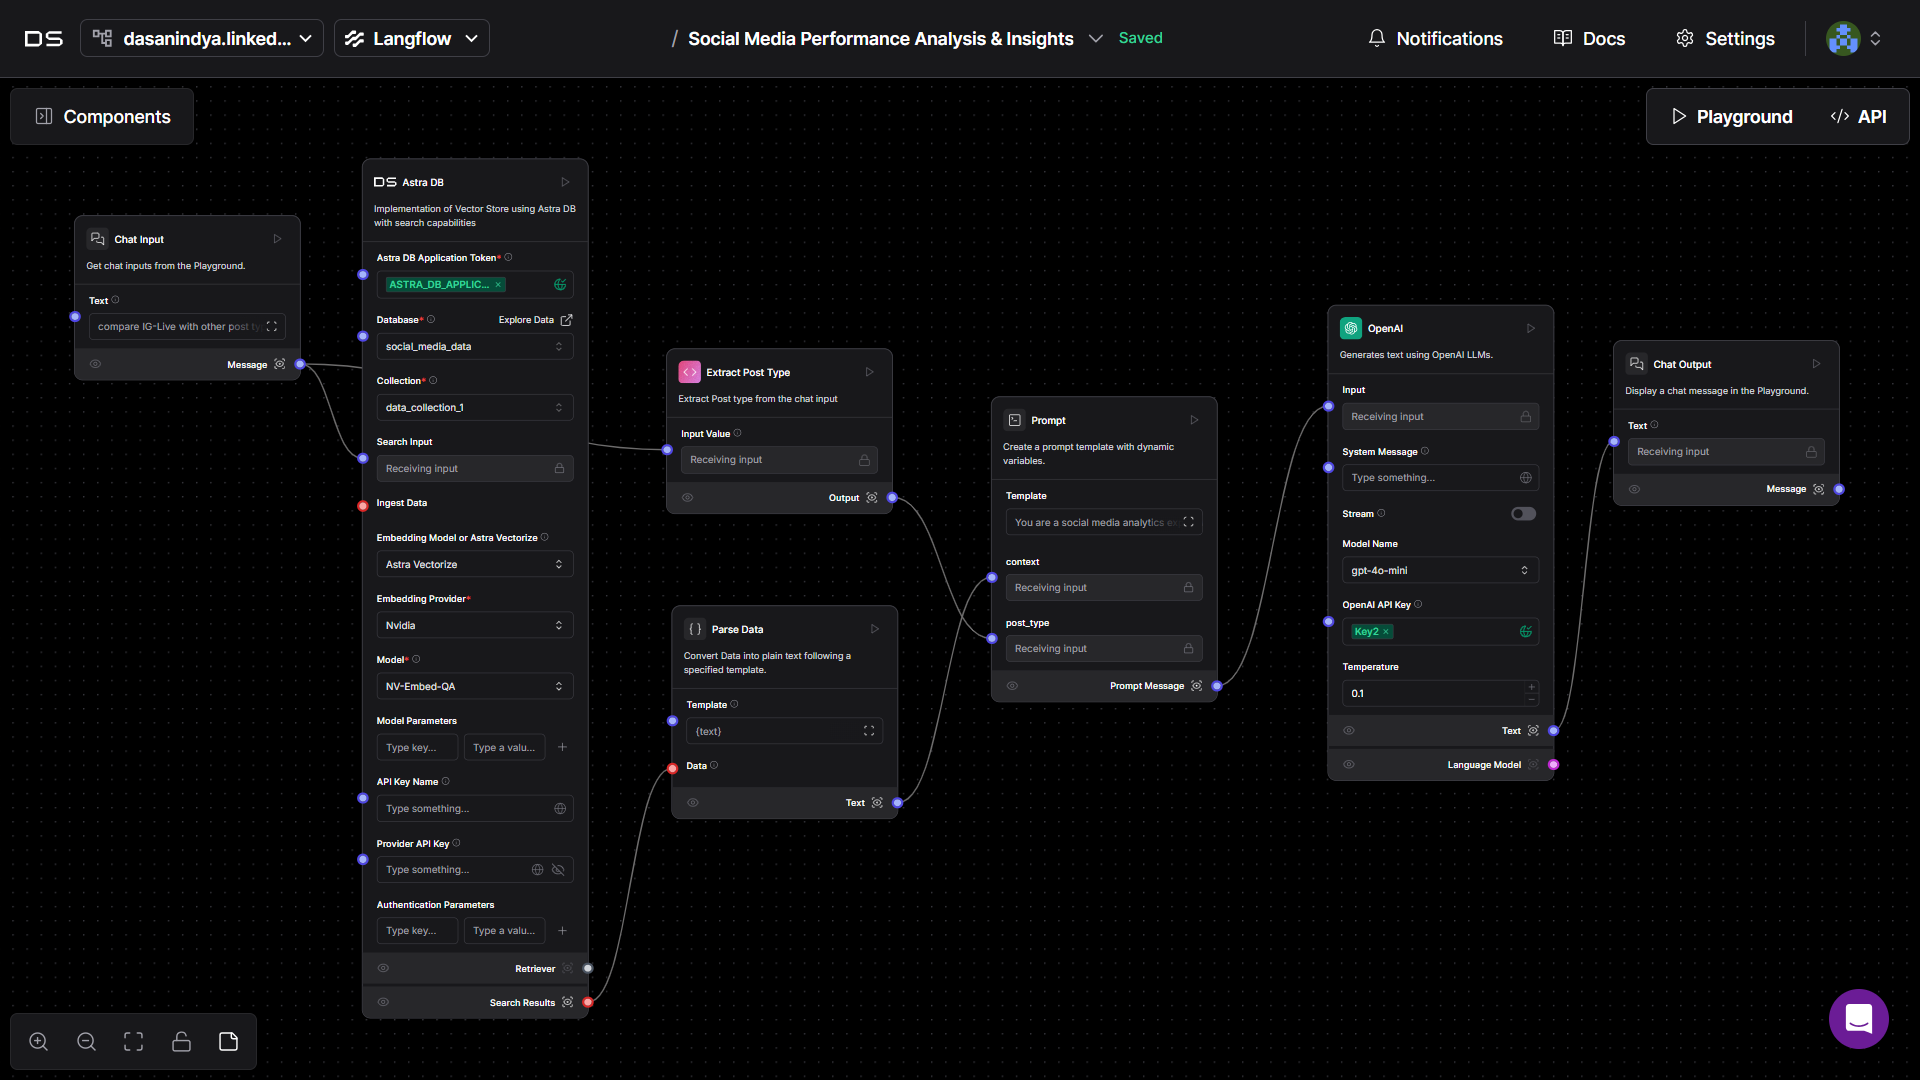 DS
dasanindya.linked...
Langflow
/ Social Media Performance Analysis & Insights
Saved
Notifications
Docs
Settings
Components
Playground
API
Chat Input
Get chat inputs from the Playground.
Text
compare IG-Live with other post ty
Message
DS Astra DB
Implementation of Vector Store using Astra DB
with search capabilities
Astra DB Application Token*
ASTRA_DB_APPLIC... ×
Database*
Explore Data
social_media_data
Collection*
data_collection_1
Search Input
Receiving input
Ingest Data
Embedding Model or Astra Vectorize
Astra Vectorize
Embedding Provider*
Nvidia
Model*
NV-Embed-QA
Model Parameters
Type key...
Type a valu...
API Key Name
Type something...
Provider API Key
Type something...
Authentication Parameters
Type key...
Type a valu...
Retriever
Search Results
Extract Post Type
Extract Post type from the chat input
Input Value
Receiving input
Output
Parse Data
Convert Data into plain text following a
specified template.
Template
{text}
Data
Text
Prompt
Create a prompt template with dynamic
variables.
Template
You are a social media analytics ex
context
Receiving input
post_type
Receiving input
Prompt Message
OpenAI
Generates text using OpenAI LLMs.
Input
Receiving input
System Message
Type something...
Stream
Model Name
gpt-4o-mini
OpenAI API Key
Key2 ×
Temperature
0.1
Text
Language Model
Chat Output
Display a chat message in the Playground.
Text
Receiving input
Message